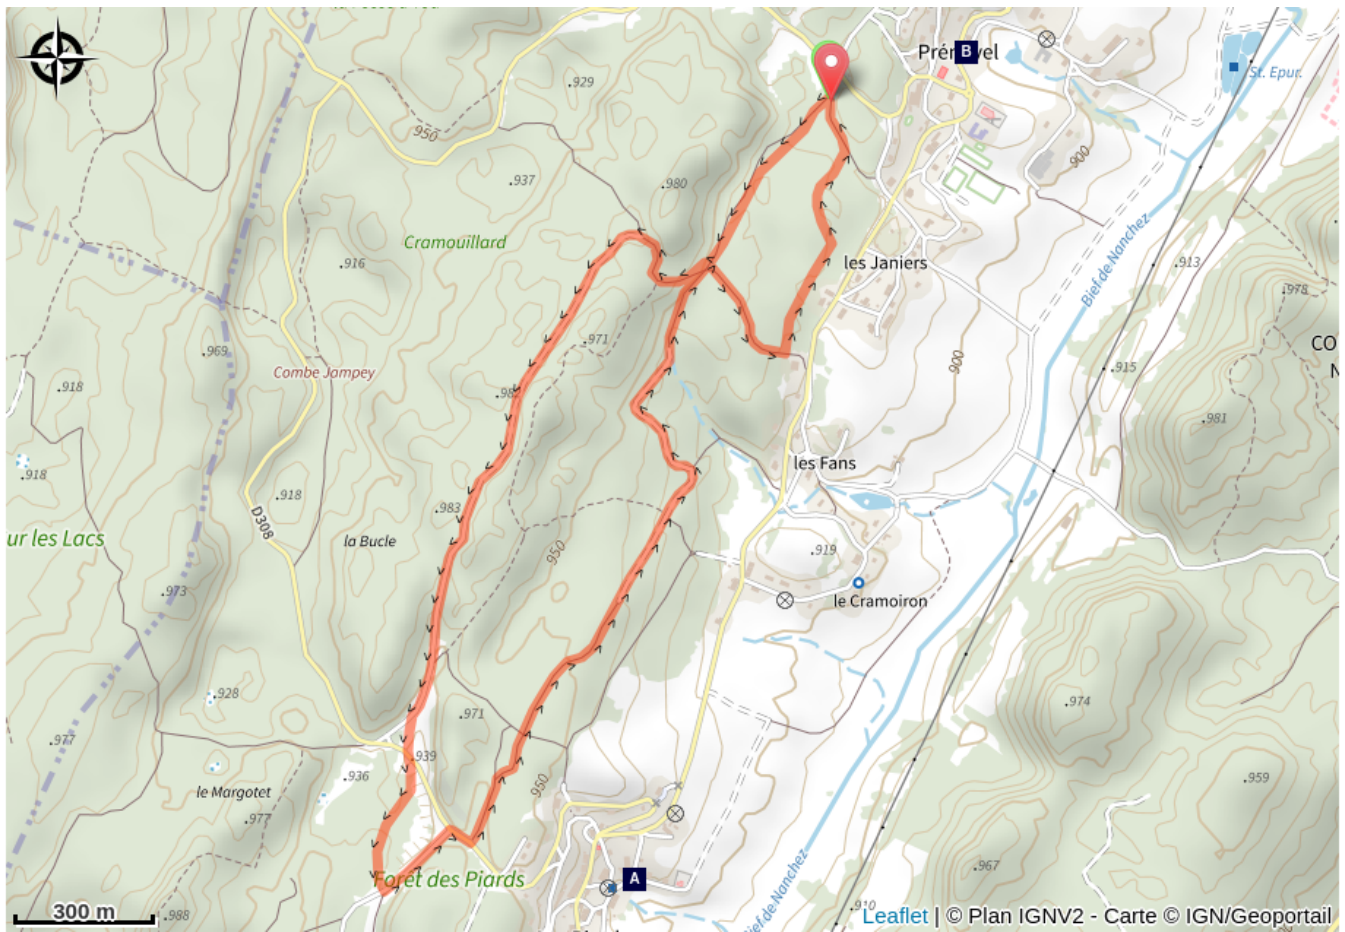 B
St. Epur.
.929
950
900
.937
.980
Cramouillard
les Janiers
.913
.916
Bief de Nanchez
.978
.971
.969
CO
Combe Jampey
900
.915
N
.918
.981
les Fans
.918
.918
.983
D308
la Bucle
ur les Lacs
950
.919
.973
le Cramoiron
.928
.971
.974
.977
.939
.936
950
.959
le Margotet
.977
.967
Forêt des Piards
A
Bief de Nanchez
300 m
.988
.910
Leaflet | © Plan IGNV2 - Carte © IGN/Geoportail